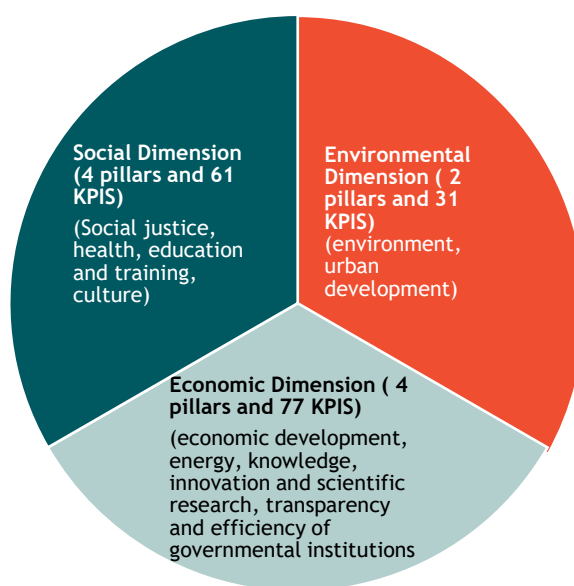 Social Dimension
(4 pillars and 61
KPIS)
(Social justice,
health, education
and training,
culture)
Environmental
Dimension ( 2
pillars and 31
KPIS)
(environment,
urban
development)
Economic Dimension ( 4
pillars and 77 KPIS)
(economic development,
energy, knowledge,
innovation and scientific
research, transparency
and efficiency of
governmental institutions